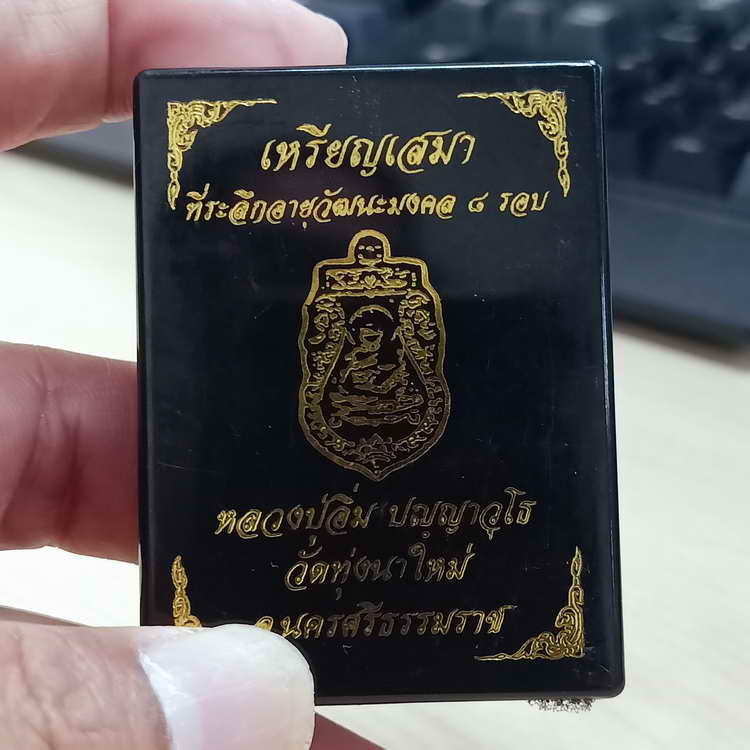 เหรียญเสมา
ที่ระลึกอายุวัฒนะมงคล ๘ รอบ
หลวงปู่อิ่ม ปญฺญาวุโธ
วัดทุ่งนาใหม่
จ.นครศรีธรรมราช